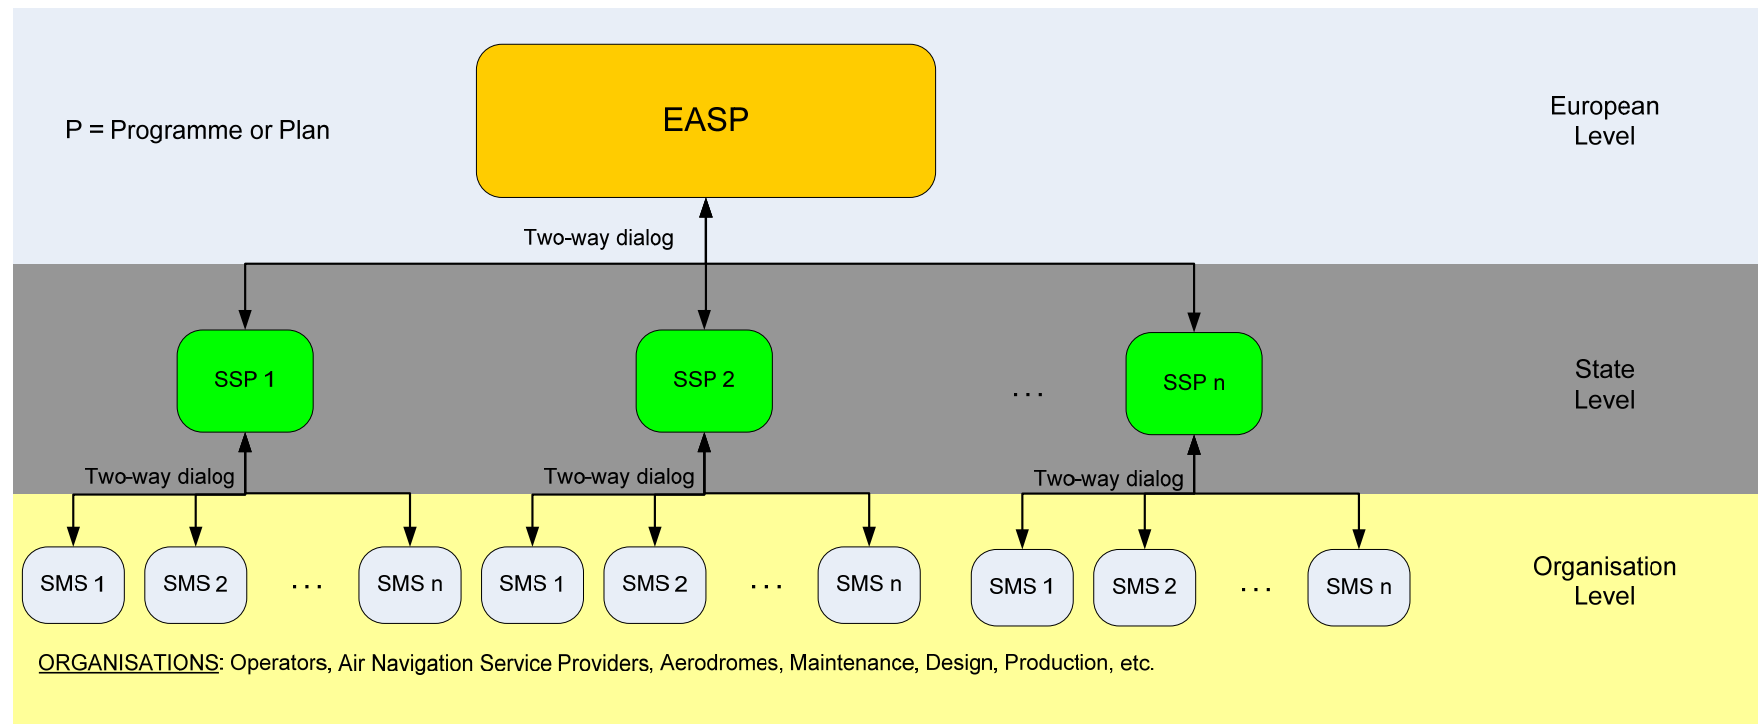 EASP
P = Programme or Plan
European
Level
Two-way dialog
SSP 1
SSP 2
...
SSP n
State
Level
Two-way dialog
Two-way dialog
Two-way dialog
SMS 1
SMS 2
...
SMS n
SMS 1
SMS 2
...
SMS n
SMS 1
SMS 2
...
SMS n
Organisation
Level
ORGANISATIONS: Operators, Air Navigation Service Providers, Aerodromes, Maintenance, Design, Production, etc.